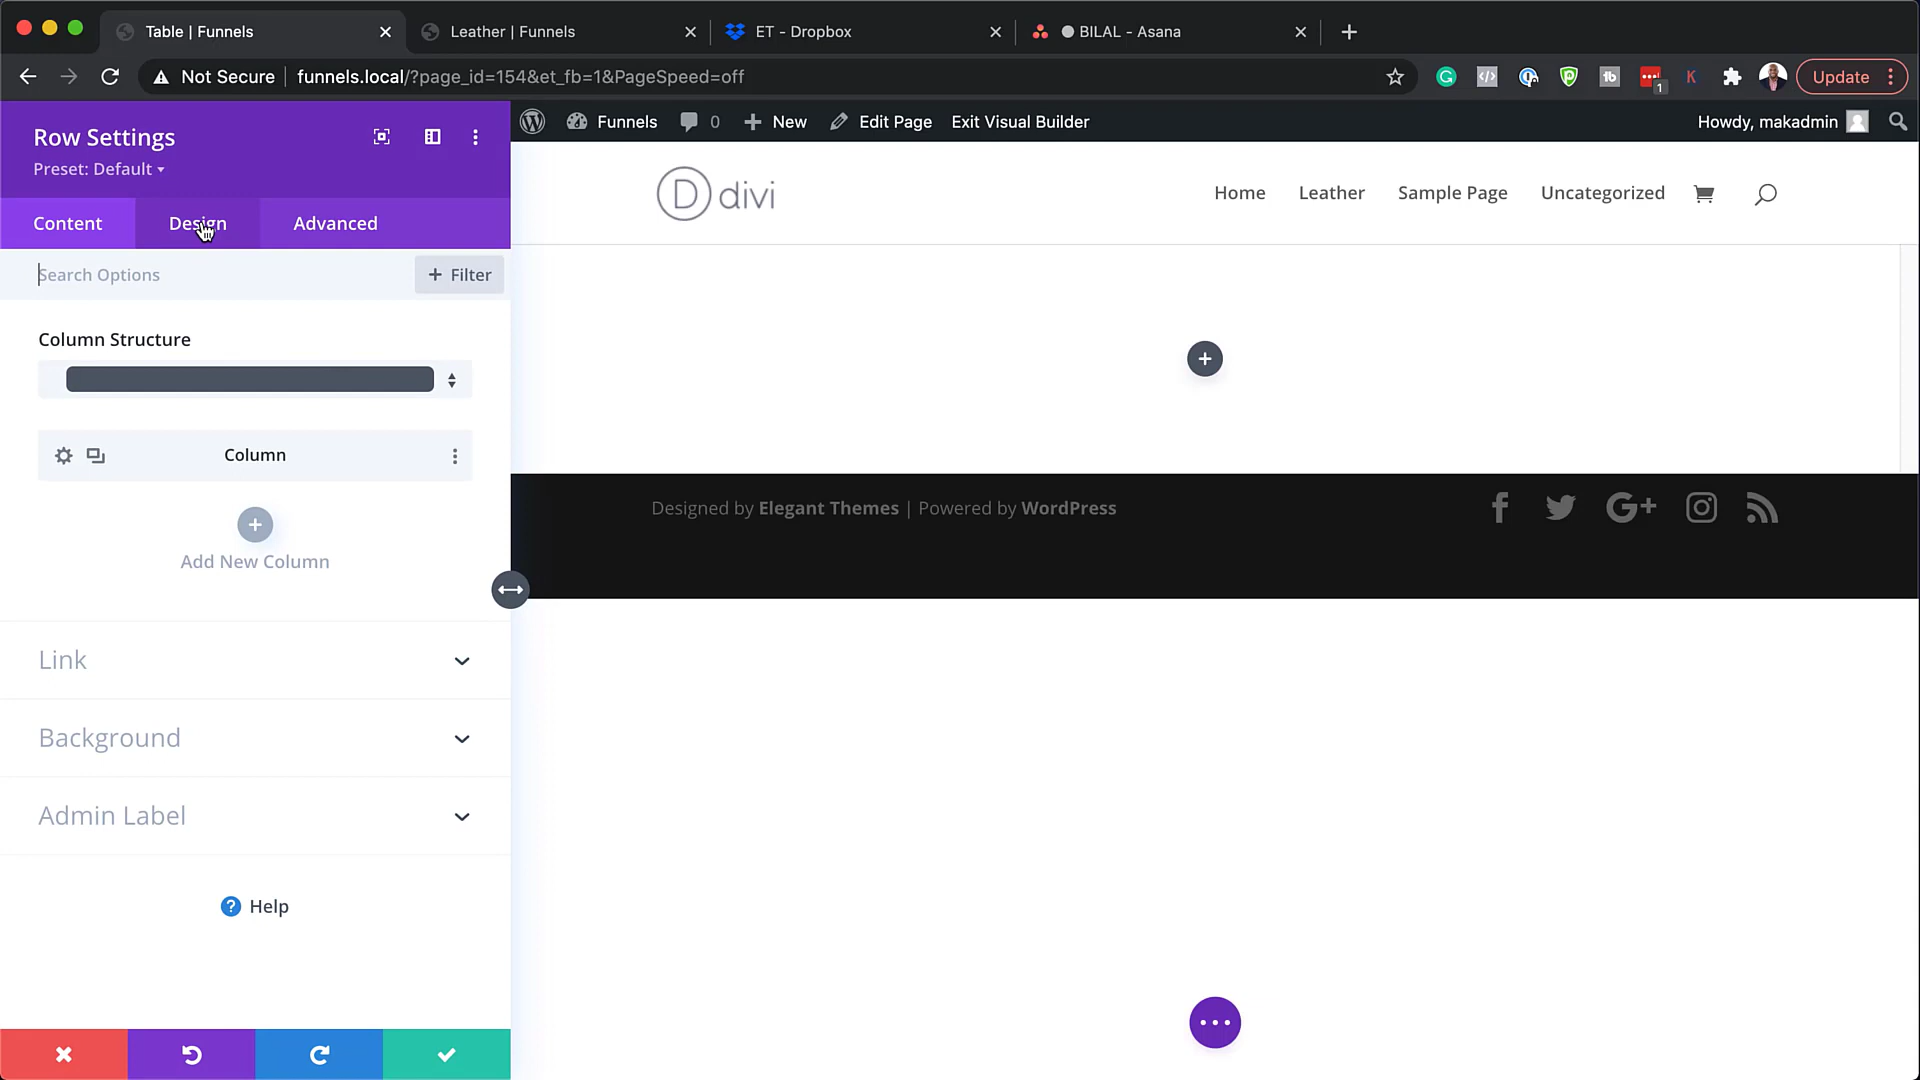 Table | Funnels
Leather | Funnels
ET - Dropbox
BILAL - Asana
Not Secure
funnels.local/?page_id=154&et_fb=1&PageSpeed=off
1
Update
Row Settings
Preset: Default
Funnels
0
New
Edit Page
Exit Visual Builder
Howdy, makadmin
Content
Design
Advanced
D divi
Home
Leather
Sample Page
Uncategorized
Search Options
+ Filter
Column Structure
Column
Add New Column
Designed by Elegant Themes | Powered by WordPress
Link
Background
Admin Label
? Help